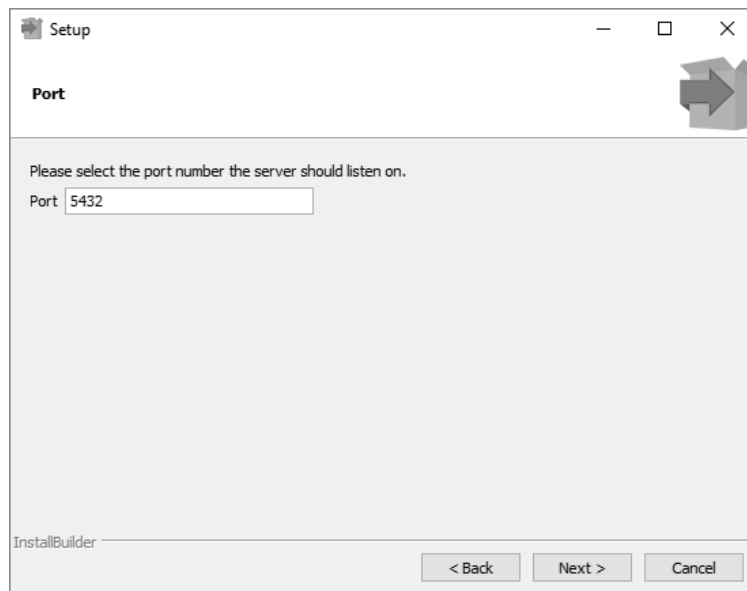 Setup
Port
Please select the port number the server should listen on.
Port 5432
InstallBuilder
< Back Next > Cancel